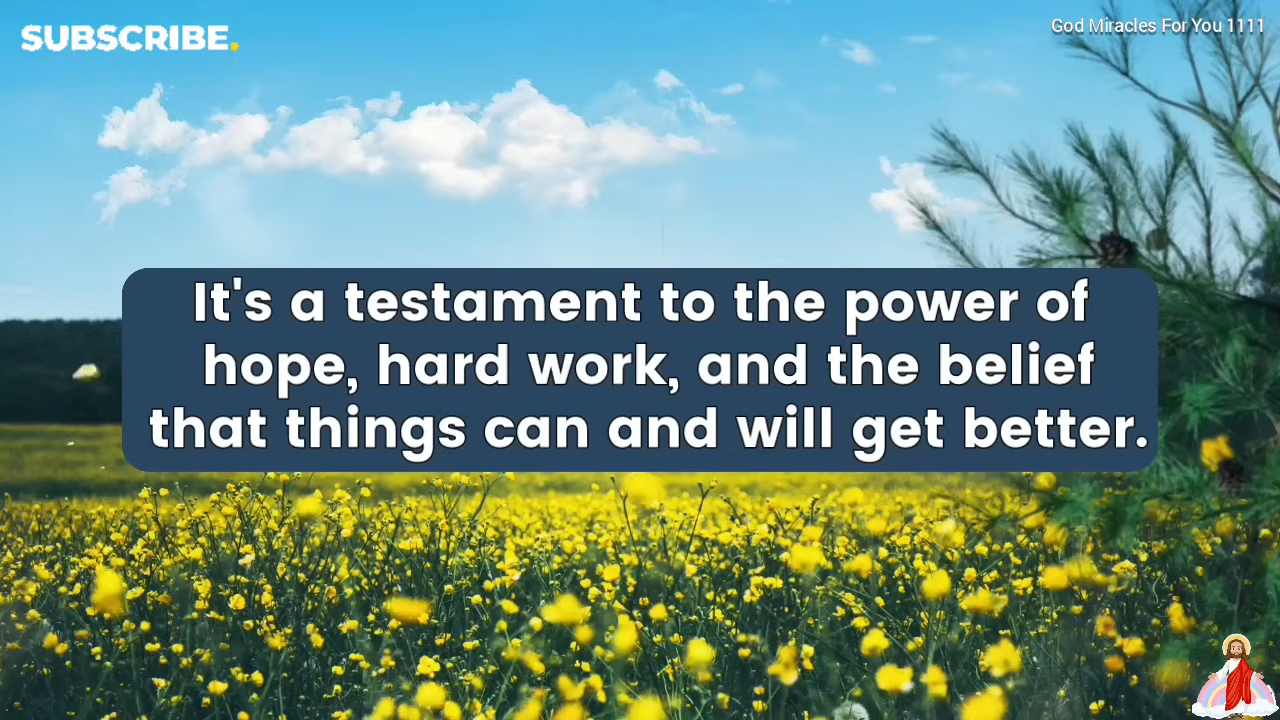 SUBSCRIBE.
God Miracles For You 1111
It's a testament to the power of
hope, hard work, and the belief
that things can and will get better.